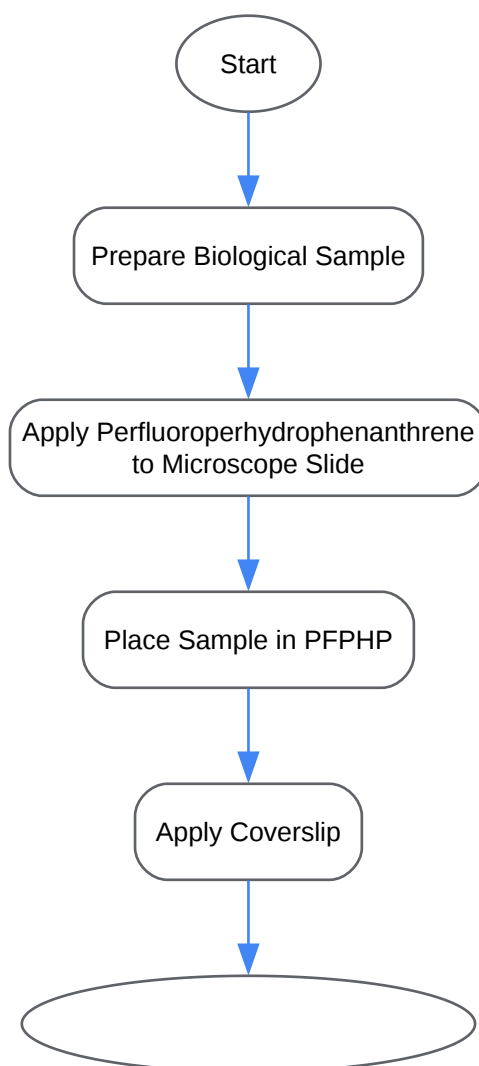 Start
Prepare Biological Sample
Apply Perfluoroperhydrophenanthrene
to Microscope Slide
Place Sample in PFPHP
Apply Coverslip